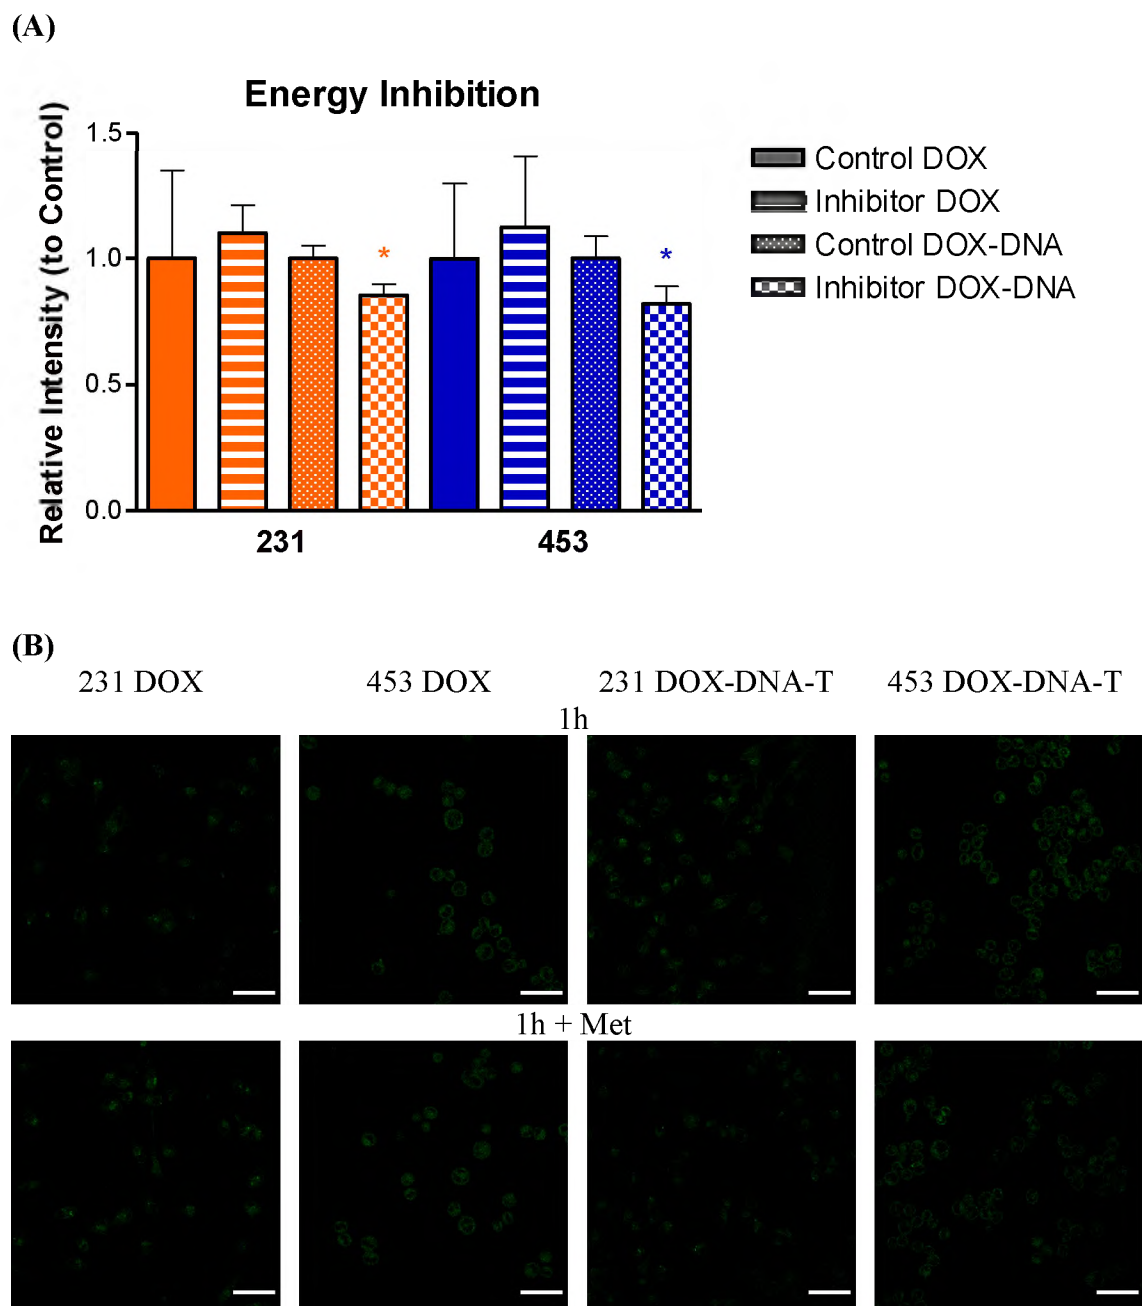 (A)
Energy Inhibition
Relative Intensity (to Control)
1.5
1.0
0.5
0.0
231
453
Control DOX
Inhibitor DOX
Control DOX-DNA
Inhibitor DOX-DNA
*
*
(B)
231 DOX 453 DOX 231 DOX-DNA-T 453 DOX-DNA-T
1h
1h + Met